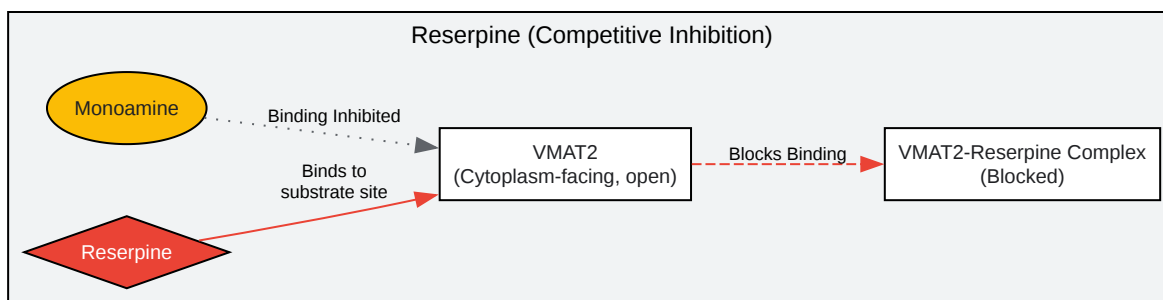 Reserpine (Competitive Inhibition)
Monoamine
Binding Inhibited
VMAT2
(Cytoplasm-facing, open)
Blocks Binding
VMAT2-Reserpine Complex
(Blocked)
Binds to
substrate site
Reserpine